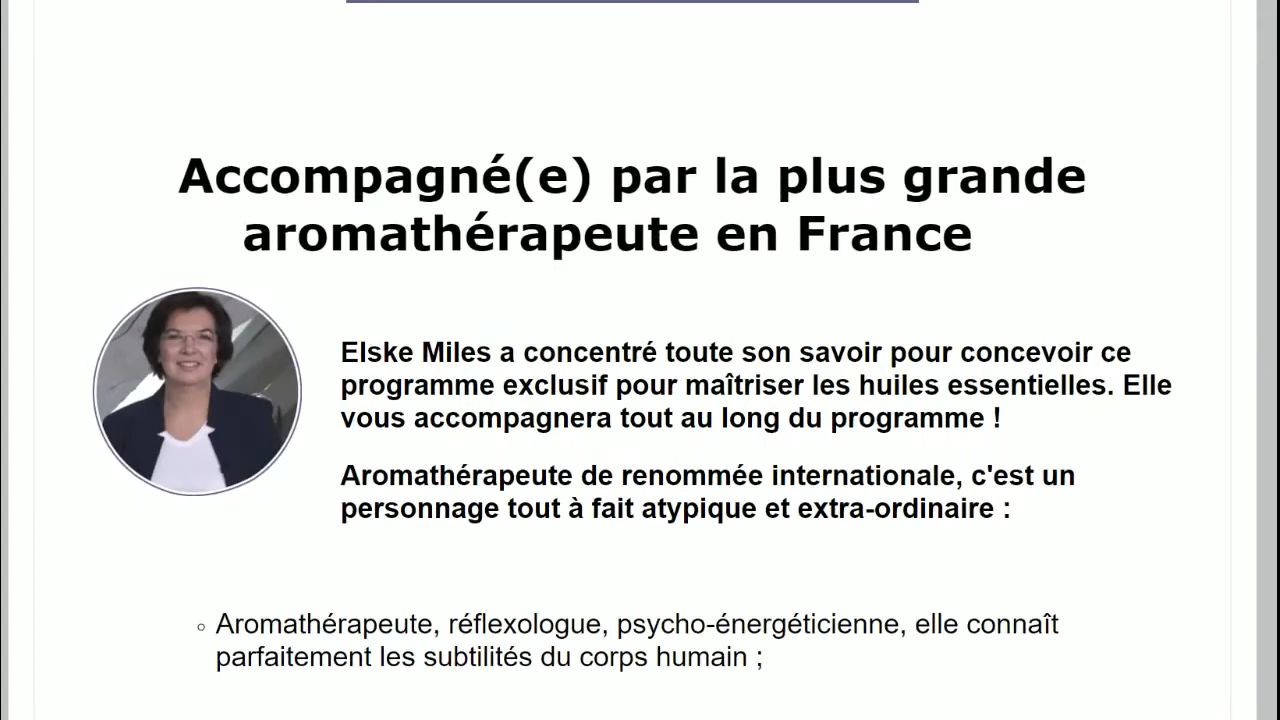 Accompagné(e) par la plus grande
aromathérapeute en France
Elske Miles a concentré toute son savoir pour concevoir ce
programme exclusif pour maîtriser les huiles essentielles. Elle
vous accompagnera tout au long du programme !
Aromathérapeute de renommée internationale, c'est un
personnage tout à fait atypique et extra-ordinaire :
Aromathérapeute, réflexologue, psycho-énergéticienne, elle connaît
parfaitement les subtilités du corps humain ;